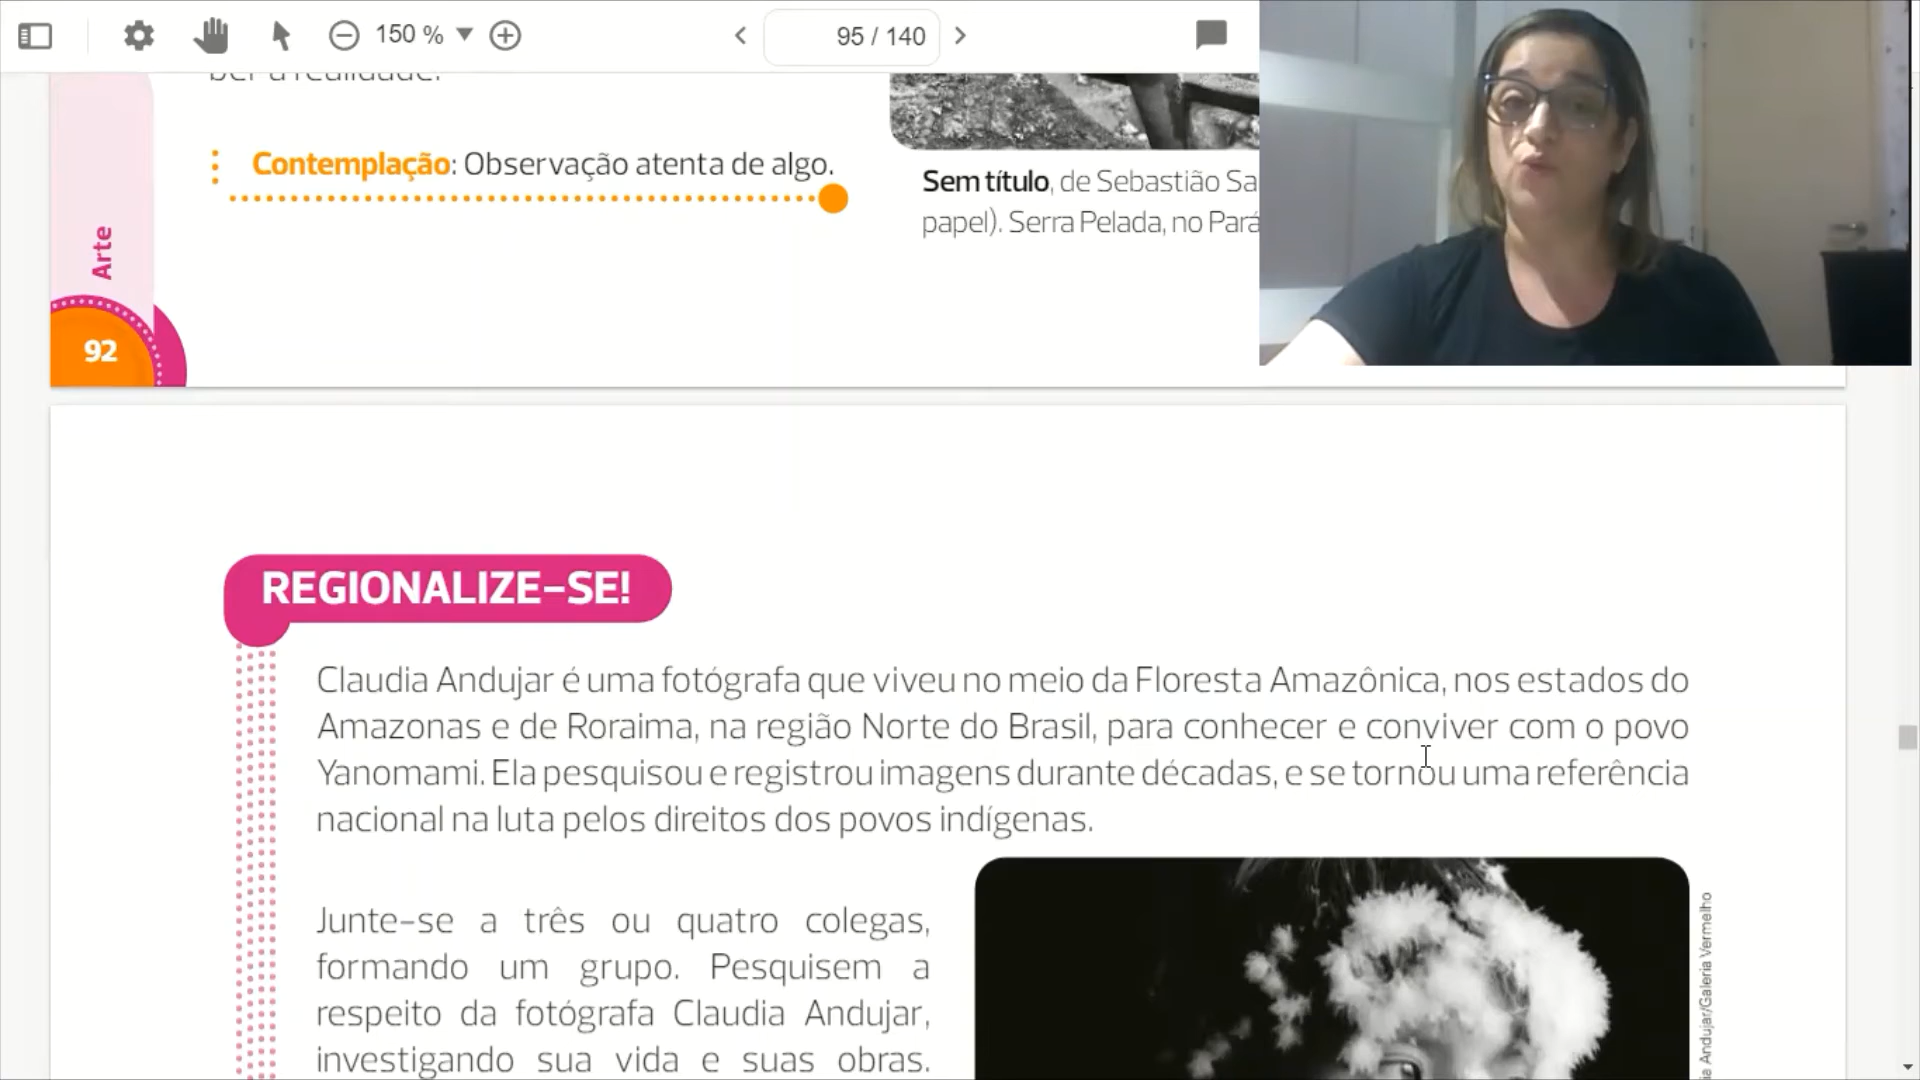 150 %
95 / 140
ber a realidade.
Contemplação: Observação atenta de algo.
Sem título, de Sebastião Sa
papel). Serra Pelada, no Pará
Arte
92
REGIONALIZE-SE!
Claudia Andujar é uma fotógrafa que viveu no meio da Floresta Amazônica, nos estados do
Amazonas e de Roraima, na região Norte do Brasil, para conhecer e conviver com o povo
Yanomami. Ela pesquisou e registrou imagens durante décadas, e se tornou uma referência
nacional na luta pelos direitos dos povos indígenas.
Junte-se a três ou quatro colegas,
formando um grupo. Pesquisem a
respeito da fotógrafa Claudia Andujar,
investigando sua vida e suas obras.
ia Andujar/Galeria Vermelho